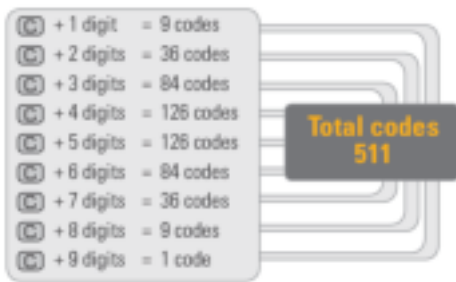 C + 1 digit = 9 codes
C + 2 digits = 36 codes
C + 3 digits = 84 codes
C + 4 digits = 126 codes
C + 5 digits = 126 codes
C + 6 digits = 84 codes
C + 7 digits = 36 codes
C + 8 digits = 9 codes
C + 9 digits = 1 code
Total codes
511